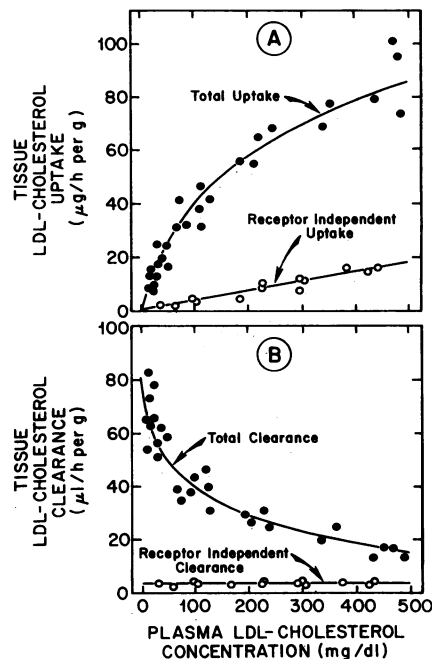 A
100
80
60
40
20
0
TISSUE
LDL-CHOLESTEROL
UPTAKE
(μg/h per g)
Total Uptake
Receptor Independent
Uptake
B
100
80
60
40
20
0
TISSUE
LDL-CHOLESTEROL
CLEARANCE
(μl/h per g)
Total Clearance
Receptor Independent
Clearance
0 100 200 300 400 500
PLASMA LDL-CHOLESTEROL
CONCENTRATION (mg/dl)